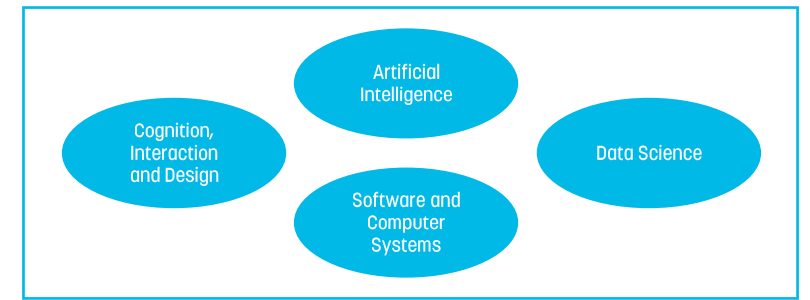 Artificial
Intelligence
Cognition,
Interaction
and Design
Data Science
Software and
Computer
Systems